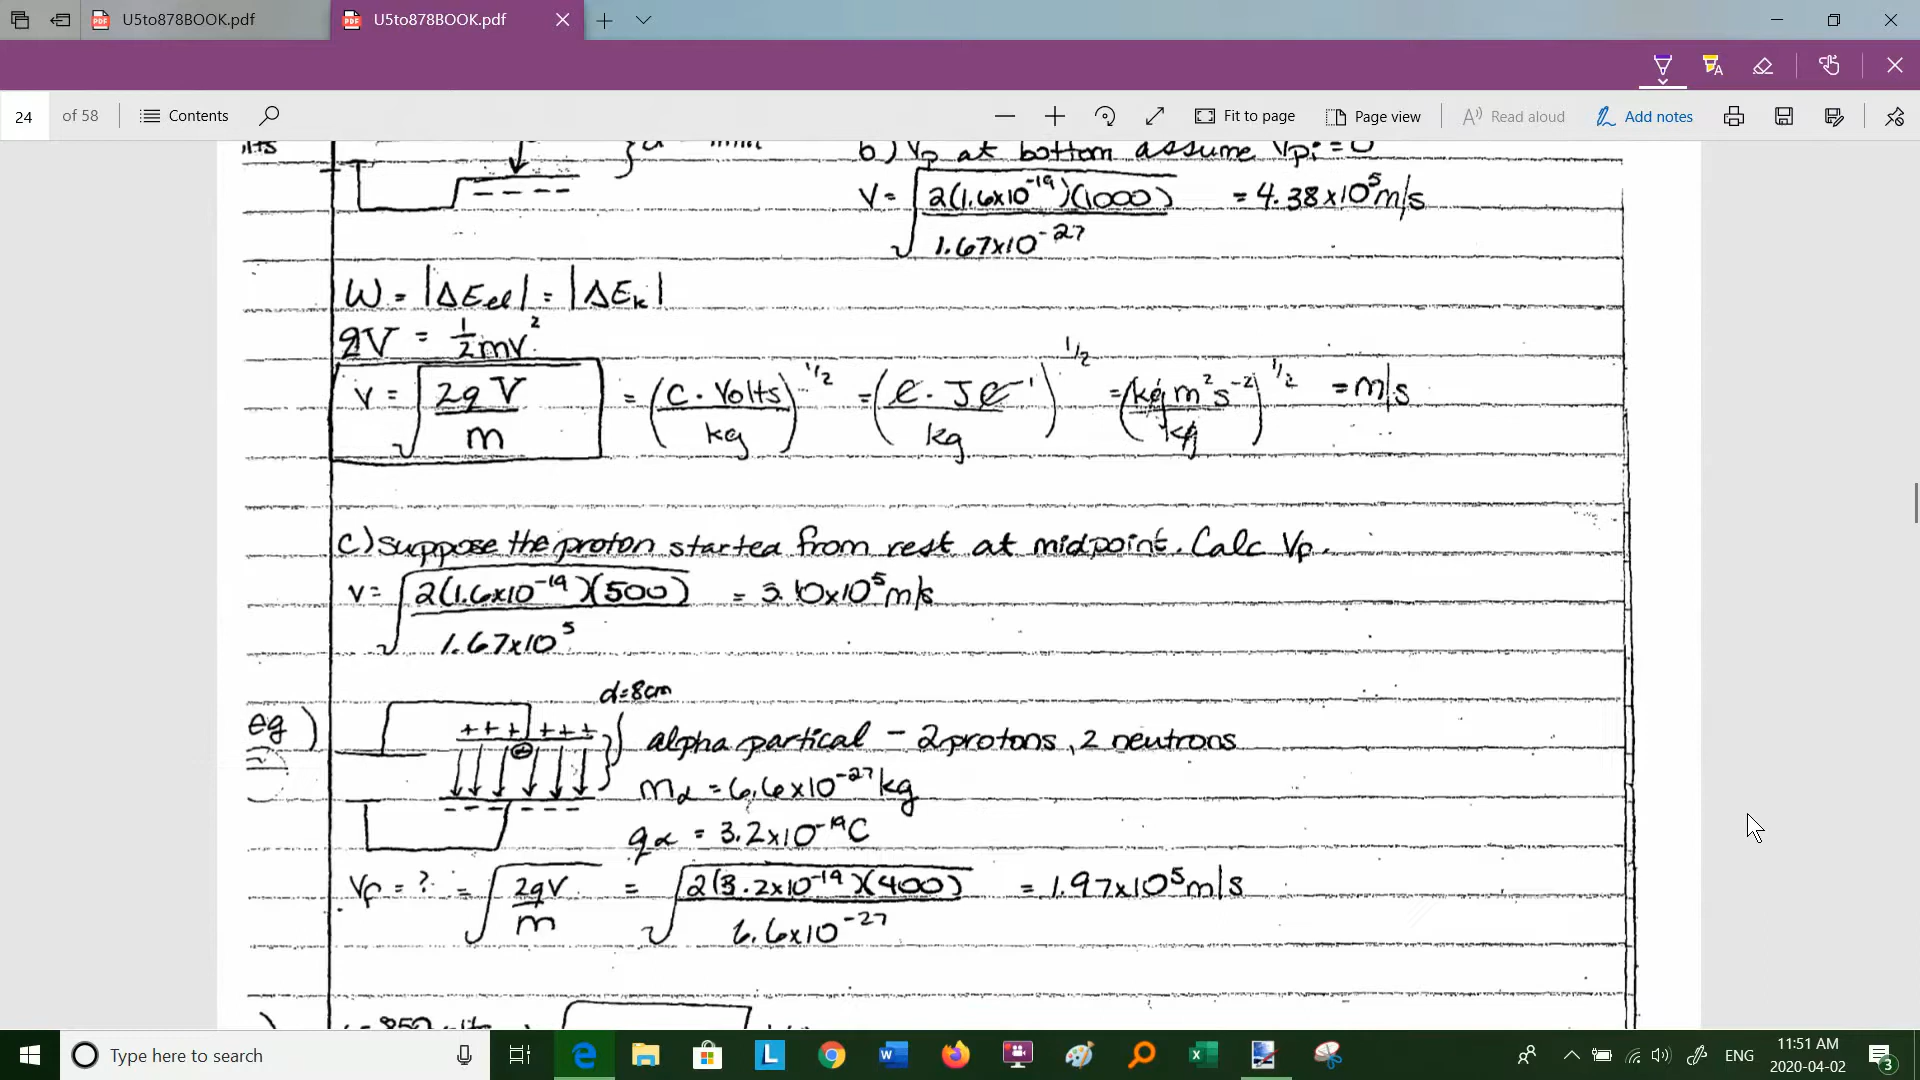 U5to878BOOK.pdf U5to878BOOK.pdf
24 of 58 Contents Fit to page Page view Read aloud Add notes
b) Vp at bottom assume Vpi = 0
V = √ 2(1.6x10^-19)(1000) / 1.67x10^-27 = 4.38x10^5 m/s
W = |ΔEel| = |ΔEk|
qV = 1/2 mv^2
v = √ 2qV / m = (C · Volts / kg)^1/2 = (C · JC^-1 / kg)^1/2 = (kg m^2 s^-2 / kg)^1/2 = m/s
c) suppose the proton started from rest at midpoint. Calc Vp.
v = √ 2(1.6x10^-19)(500) / 1.67x10^5 = 3.10x10^5 m/s
d=8cm
eg) + + + + + + alpha partical - 2 protons, 2 neutrons
mα = 6.6x10^-27 kg
qα = 3.2x10^-19 C
Vf = ? = √ 2qV / m = √ 2(3.2x10^-19)(400) / 6.6x10^-27 = 1.97x10^5 m/s
Type here to search ENG 11:51 AM
2020-04-02 3